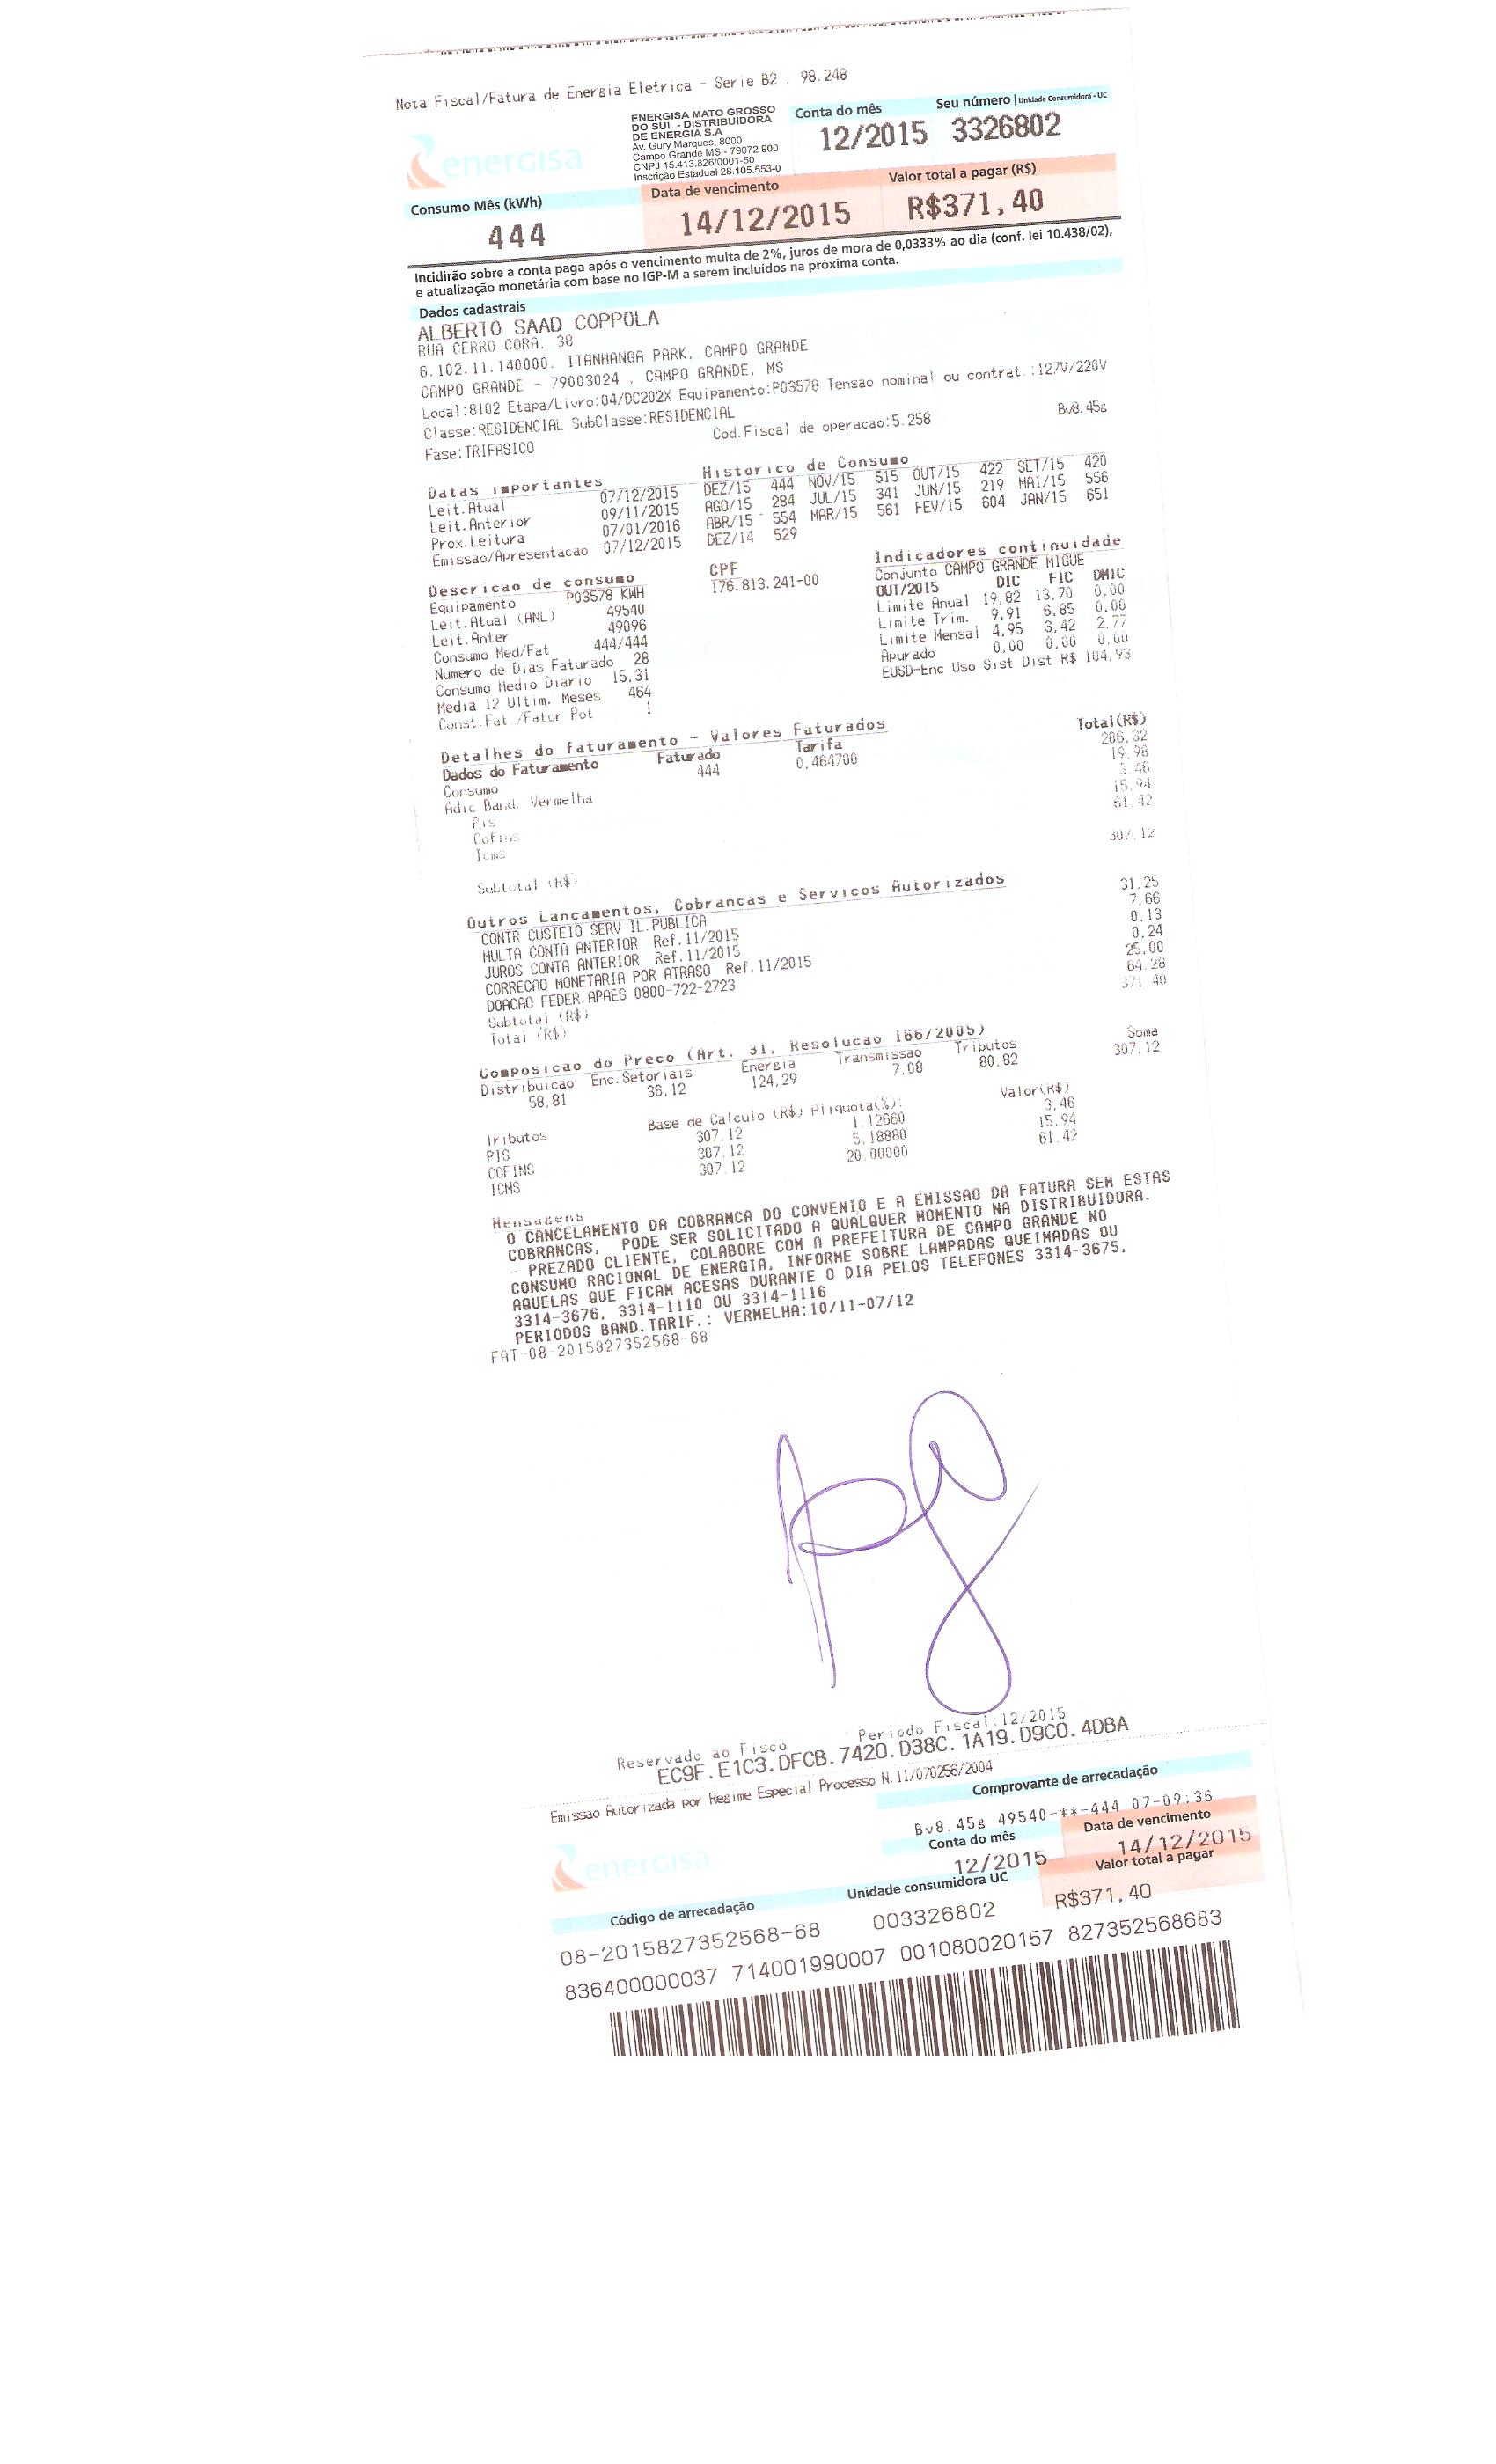 Nota Fiscal/Fatura de Energia Eletrica - Serie B2 . 98.248
energisa
ENERGISA MATO GROSSO
DO SUL - DISTRIBUIDORA
DE ENERGIA S.A
Av. Gury Marques, 8000
Campo Grande MS - 79072 900
CNPJ 15.413.826/0001-50
Inscrição Estadual 28.105.553-0
Conta do mês
12/2015
Seu número | Unidade Consumidora - UC
3326802
Consumo Mês (kWh)
444
Data de vencimento
14/12/2015
Valor total a pagar (R$)
R$371,40
Incidirão sobre a conta paga após o vencimento multa de 2%, juros de mora de 0,0333% ao dia (conf. lei 10.438/02),
e atualização monetária com base no IGP-M a serem incluídos na próxima conta.
Dados cadastrais
ALBERTO SAAD COPPOLA
RUA CERRO CORA, 38
6.102.11.140000. ITANHANGA PARK, CAMPO GRANDE
CAMPO GRANDE - 79003024 , CAMPO GRANDE, MS
Local:8102 Etapa/Livro:04/DC202X Equipamento:P03578 Tensao nominal ou contrat.:127V/220V
Classe:RESIDENCIAL SubClasse:RESIDENCIAL
Fase:TRIFASICO
Cod.Fiscal de operacao:5.258
Bv8.45g
Datas importantes
Leit.Atual 07/12/2015
Leit.Anterior 09/11/2015
Prox.Leitura 07/01/2016
Emissao/Apresentacao 07/12/2015
Historico de Consumo
DEZ/15 444 NOV/15 515 OUT/15 422 SET/15 420
AGO/15 284 JUL/15 341 JUN/15 219 MAI/15 556
ABR/15 - 554 MAR/15 561 FEV/15 604 JAN/15 651
DEZ/14 529
Descricao de consumo
Equipamento P03578 KWH
Leit.Atual (ANL) 49540
Leit.Anter 49096
Consumo Med/Fat 444/444
Numero de Dias Faturado 28
Consumo Medio Diario 15,31
Media 12 Ultim. Meses 464
Const.Fat./Fator Pot 1
CPF
176.813.241-00
Indicadores continuidade
Conjunto CAMPO GRANDE MIGUE
OUT/2015 DIC FIC DMIC
Limite Anual 19,82 13,70 0.00
Limite Trim. 9,91 6,85 0.00
Limite Mensal 4,95 3,42 2,77
Apurado 0,00 0,00 0,00
EUSD-Enc Uso Sist Dist R$ 104,93
Detalhes do faturamento - Valores Faturados
Dados do Faturamento Faturado Tarifa Total(R$)
Consumo 444 0,464700 206,32
Adic Band. Vermelha 19,98
Pis 3,46
Cofins 15,94
Icms 61,42
Subtotal (R$) 307,12
Outros Lancamentos, Cobrancas e Servicos Autorizados
CONTR CUSTEIO SERV IL.PUBLICA 31,25
MULTA CONTA ANTERIOR Ref.11/2015 7,66
JUROS CONTA ANTERIOR Ref.11/2015 0,13
CORRECAO MONETARIA POR ATRASO Ref.11/2015 0,24
DOACAO FEDER.APAES 0800-722-2723 25,00
Subtotal (R$) 64,28
Total (R$) 371,40
Composicao do Preco (Art. 31, Resolucao 166/2005)
Distribuicao Enc.Setoriais Energia Transmissao Tributos Soma
58,81 36,12 124,29 7,08 80,82 307,12
Tributos Base de Calculo (R$) Aliquota(%): Valor(R$)
PIS 307,12 1,12660 3,46
COFINS 307,12 5,18880 15,94
ICMS 307,12 20,00000 61,42
Mensagens
O CANCELAMENTO DA COBRANCA DO CONVENIO E A EMISSAO DA FATURA SEM ESTAS
COBRANCAS, PODE SER SOLICITADO A QUALQUER MOMENTO NA DISTRIBUIDORA.
- PREZADO CLIENTE, COLABORE COM A PREFEITURA DE CAMPO GRANDE NO
CONSUMO RACIONAL DE ENERGIA, INFORME SOBRE LAMPADAS QUEIMADAS OU
AQUELAS QUE FICAM ACESAS DURANTE O DIA PELOS TELEFONES 3314-3675,
3314-3676, 3314-1110 OU 3314-1116
PERIODOS BAND.TARIF.: VERMELHA:10/11-07/12
FAT-08-2015827352568-68
Reservado ao Fisco Periodo Fiscal:12/2015
EC9F.E1C3.DFCB.7420.D38C.1A19.D9C0.4DBA
Emissao Autorizada por Regime Especial Processo N.11/070256/2004
Comprovante de arrecadação
Bv8.45g 49540-**-444 07-09:36
energisa
Conta do mês
12/2015
Data de vencimento
14/12/2015
Código de arrecadação
08-2015827352568-68
Unidade consumidora UC
003326802
Valor total a pagar
R$371,40
836400000037 714001990007 001080020157 827352568683